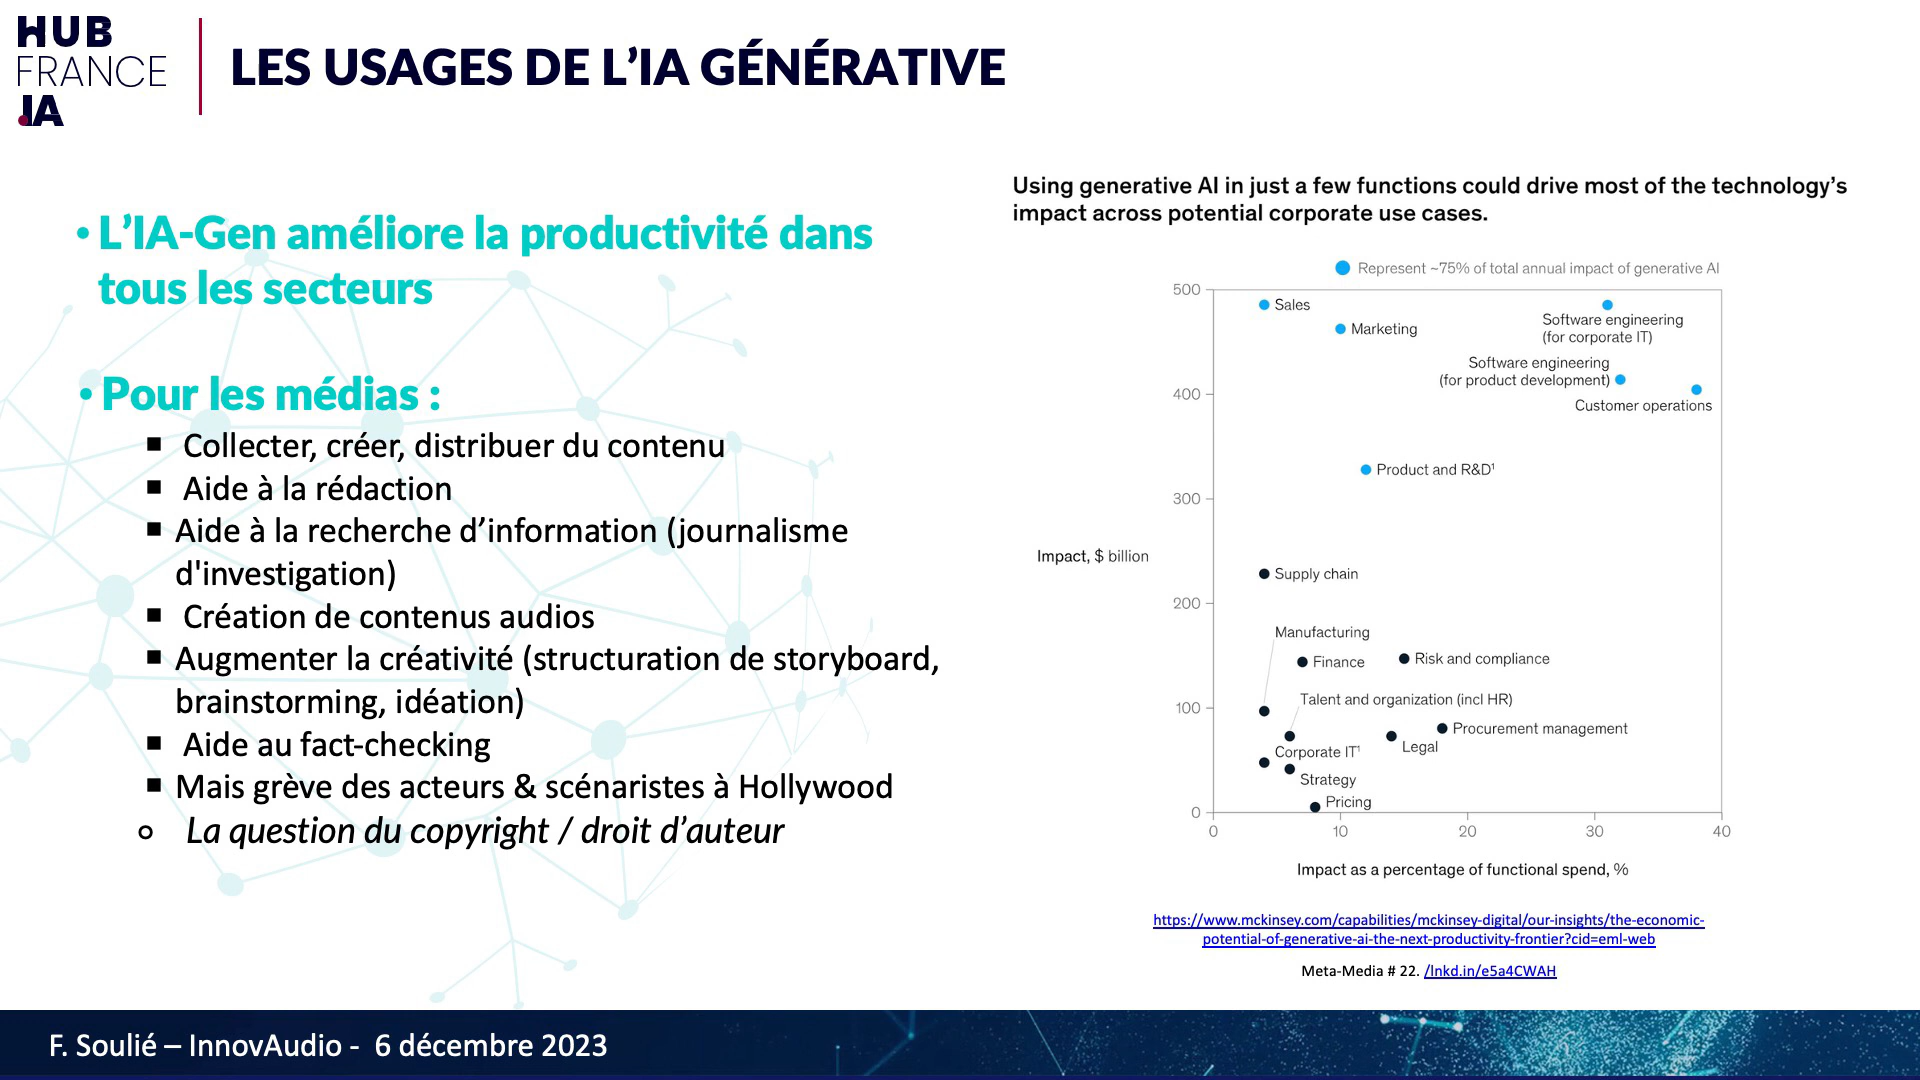 HUB
FRANCE
.IA
LES USAGES DE L’IA GÉNÉRATIVE
• L’IA-Gen améliore la productivité dans
tous les secteurs
• Pour les médias :
▪ Collecter, créer, distribuer du contenu
▪ Aide à la rédaction
▪ Aide à la recherche d’information (journalisme
d'investigation)
▪ Création de contenus audios
▪ Augmenter la créativité (structuration de storyboard,
brainstorming, idéation)
▪ Aide au fact-checking
▪ Mais grève des acteurs & scénaristes à Hollywood
o La question du copyright / droit d’auteur
Using generative AI in just a few functions could drive most of the technology’s
impact across potential corporate use cases.
Represent ~75% of total annual impact of generative AI
500
Sales
Marketing
Software engineering
(for corporate IT)
Software engineering
(for product development)
400
Customer operations
Product and R&D¹
300
Impact, $ billion
Supply chain
200
Manufacturing
Finance
Risk and compliance
Talent and organization (incl HR)
100
Procurement management
Legal
Corporate IT¹
Strategy
Pricing
0
0
10
20
30
40
Impact as a percentage of functional spend, %
https://www.mckinsey.com/capabilities/mckinsey-digital/our-insights/the-economic-
potential-of-generative-ai-the-next-productivity-frontier?cid=eml-web
Meta-Media # 22. /lnkd.in/e5a4CWAH
F. Soulié – InnovAudio - 6 décembre 2023